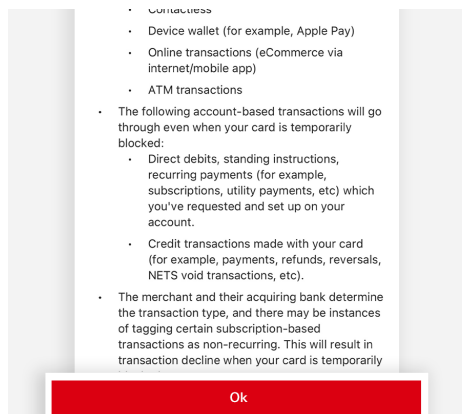 • Contactless
• Device wallet (for example, Apple Pay)
• Online transactions (eCommerce via
internet/mobile app)
• ATM transactions
• The following account-based transactions will go
through even when your card is temporarily
blocked:
• Direct debits, standing instructions,
recurring payments (for example,
subscriptions, utility payments, etc) which
you've requested and set up on your
account.
• Credit transactions made with your card
(for example, payments, refunds, reversals,
NETS void transactions, etc).
• The merchant and their acquiring bank determine
the transaction type, and there may be instances
of tagging certain subscription-based
transactions as non-recurring. This will result in
transaction decline when your card is temporarily
Ok